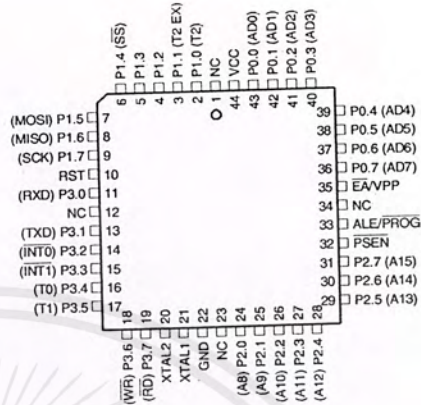 P1.4 (SS)
P1.3
P1.2
P1.1 (T2 EX)
P1.0 (T2)
NC
VCC
P0.0 (AD0)
P0.1 (AD1)
P0.2 (AD2)
P0.3 (AD3)
6
5
4
3
2
1
44
43
42
41
40
(MOSI) P1.5 7
(MISO) P1.6 8
(SCK) P1.7 9
RST 10
(RXD) P3.0 11
NC 12
(TXD) P3.1 13
(INT0) P3.2 14
(INT1) P3.3 15
(T0) P3.4 16
(T1) P3.5 17
39 P0.4 (AD4)
38 P0.5 (AD5)
37 P0.6 (AD6)
36 P0.7 (AD7)
35 EA/VPP
34 NC
33 ALE/PROG
32 PSEN
31 P2.7 (A15)
30 P2.6 (A14)
29 P2.5 (A13)
18
19
20
21
22
23
24
25
26
27
28
(WR) P3.6
(RD) P3.7
XTAL2
XTAL1
GND
NC
(A8) P2.0
(A9) P2.1
(A10) P2.2
(A11) P2.3
(A12) P2.4